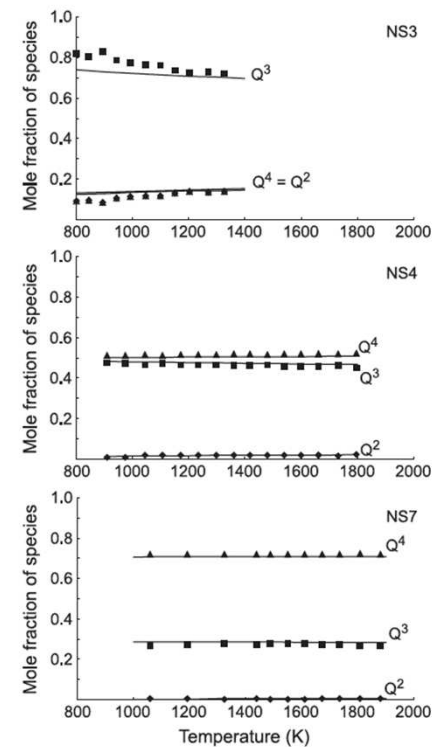 NS3
Mole fraction of species
1.0
0.8
0.6
0.4
0.2
Q³
Q⁴ = Q²
800 1000 1200 1400 1600 1800 2000
NS4
Mole fraction of species
1.0
0.8
0.6
0.4
0.2
Q⁴
Q³
Q²
800 1000 1200 1400 1600 1800 2000
NS7
Mole fraction of species
1.0
0.8
0.6
0.4
0.2
Q⁴
Q³
Q²
800 1000 1200 1400 1600 1800 2000
Temperature (K)